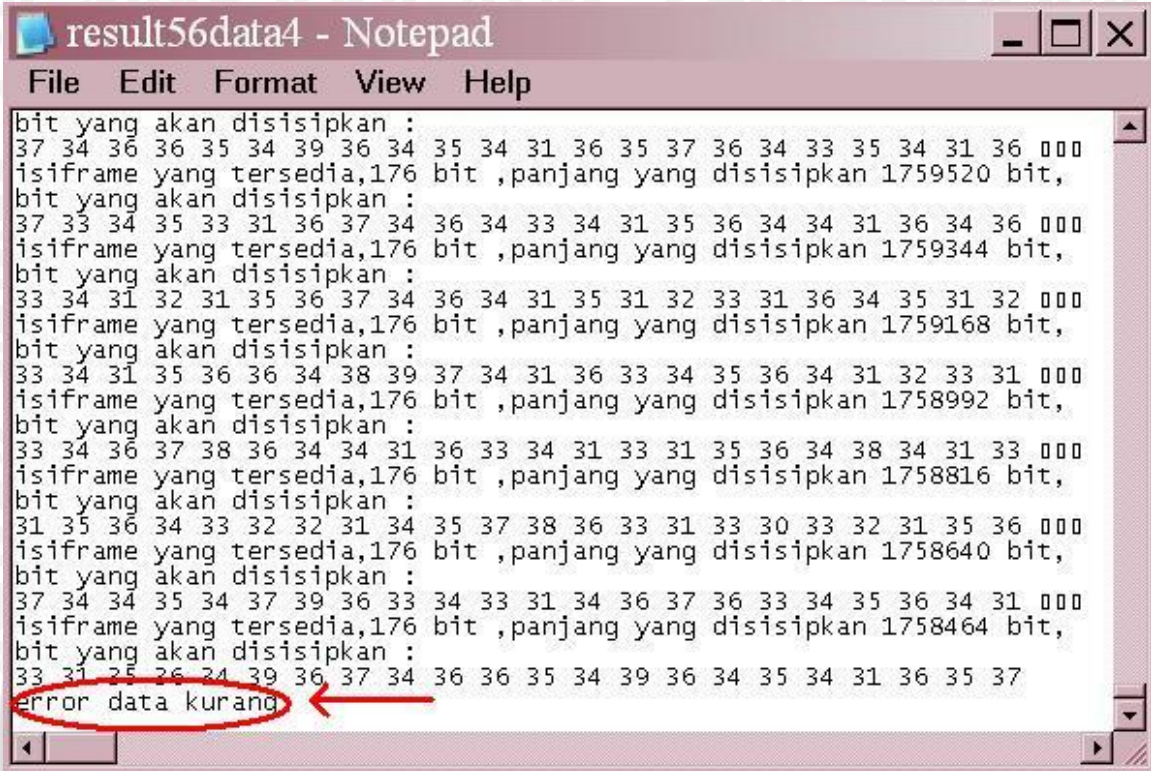 result56data4 - Notepad
File Edit Format View Help
bit yang akan disisipkan :
37 34 36 36 35 34 39 36 34 35 34 31 36 35 37 36 34 33 35 34 31 36 ▯▯▯
isiframe yang tersedia,176 bit ,panjang yang disisipkan 1759520 bit,
bit yang akan disisipkan :
37 33 34 35 33 31 36 37 34 36 34 33 34 31 35 36 34 34 31 36 34 36 ▯▯▯
isiframe yang tersedia,176 bit ,panjang yang disisipkan 1759344 bit,
bit yang akan disisipkan :
33 34 31 32 31 35 36 37 34 36 34 31 35 31 32 33 31 36 34 35 31 32 ▯▯▯
isiframe yang tersedia,176 bit ,panjang yang disisipkan 1759168 bit,
bit yang akan disisipkan :
33 34 31 35 36 36 34 38 39 37 34 31 36 33 34 35 36 34 31 32 33 31 ▯▯▯
isiframe yang tersedia,176 bit ,panjang yang disisipkan 1758992 bit,
bit yang akan disisipkan :
33 34 36 37 38 36 34 34 31 36 33 34 31 33 31 35 36 34 38 34 31 33 ▯▯▯
isiframe yang tersedia,176 bit ,panjang yang disisipkan 1758816 bit,
bit yang akan disisipkan :
31 35 36 34 33 32 32 31 34 35 37 38 36 33 31 33 30 33 32 31 35 36 ▯▯▯
isiframe yang tersedia,176 bit ,panjang yang disisipkan 1758640 bit,
bit yang akan disisipkan :
37 34 34 35 34 37 39 36 33 34 33 31 34 36 37 36 33 34 35 36 34 31 ▯▯▯
isiframe yang tersedia,176 bit ,panjang yang disisipkan 1758464 bit,
bit yang akan disisipkan :
33 31 35 36 34 39 36 37 34 36 36 35 34 39 36 34 35 34 31 36 35 37
error data kurang